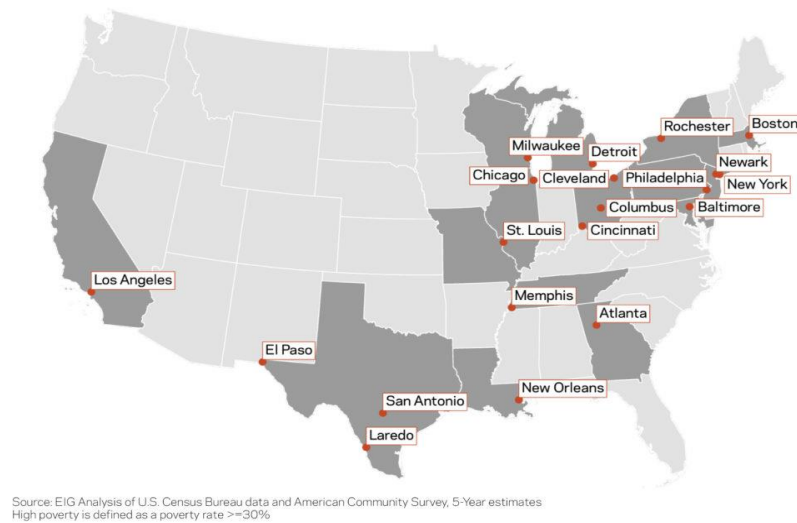 Rochester
Boston
Milwaukee
Detroit
Newark
Chicago
Cleveland
Philadelphia
New York
Columbus
Baltimore
St. Louis
Cincinnati
Los Angeles
Memphis
Atlanta
El Paso
New Orleans
San Antonio
Laredo
Source: EIG Analysis of U.S. Census Bureau data and American Community Survey, 5-Year estimates
High poverty is defined as a poverty rate >=30%